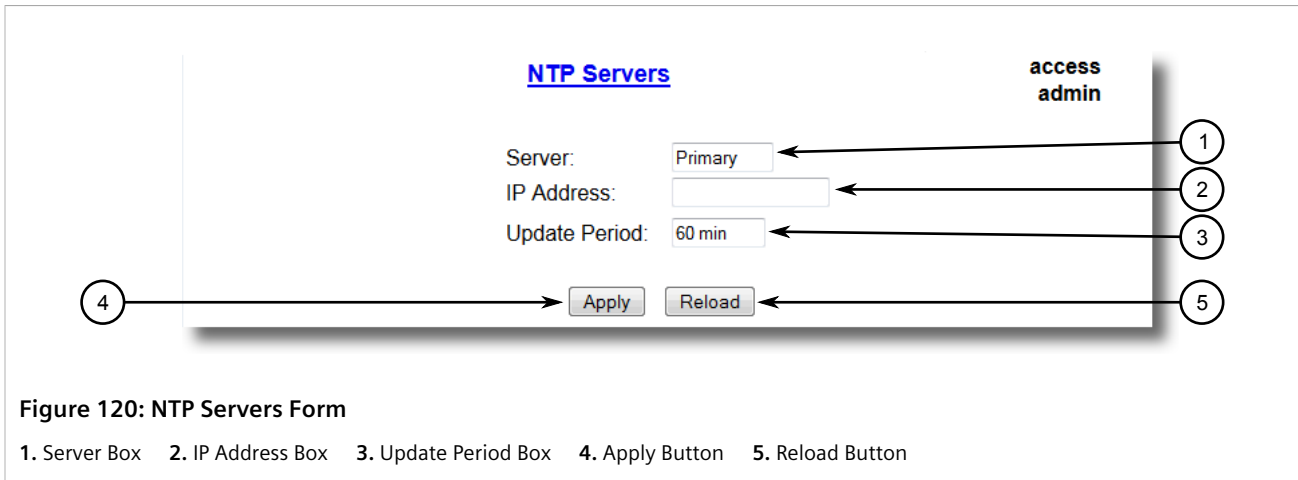 NTP Servers
access
admin
Server: Primary 1
IP Address: 2
Update Period: 60 min 3
4 Apply Reload 5
Figure 120: NTP Servers Form
1. Server Box 2. IP Address Box 3. Update Period Box 4. Apply Button 5. Reload Button